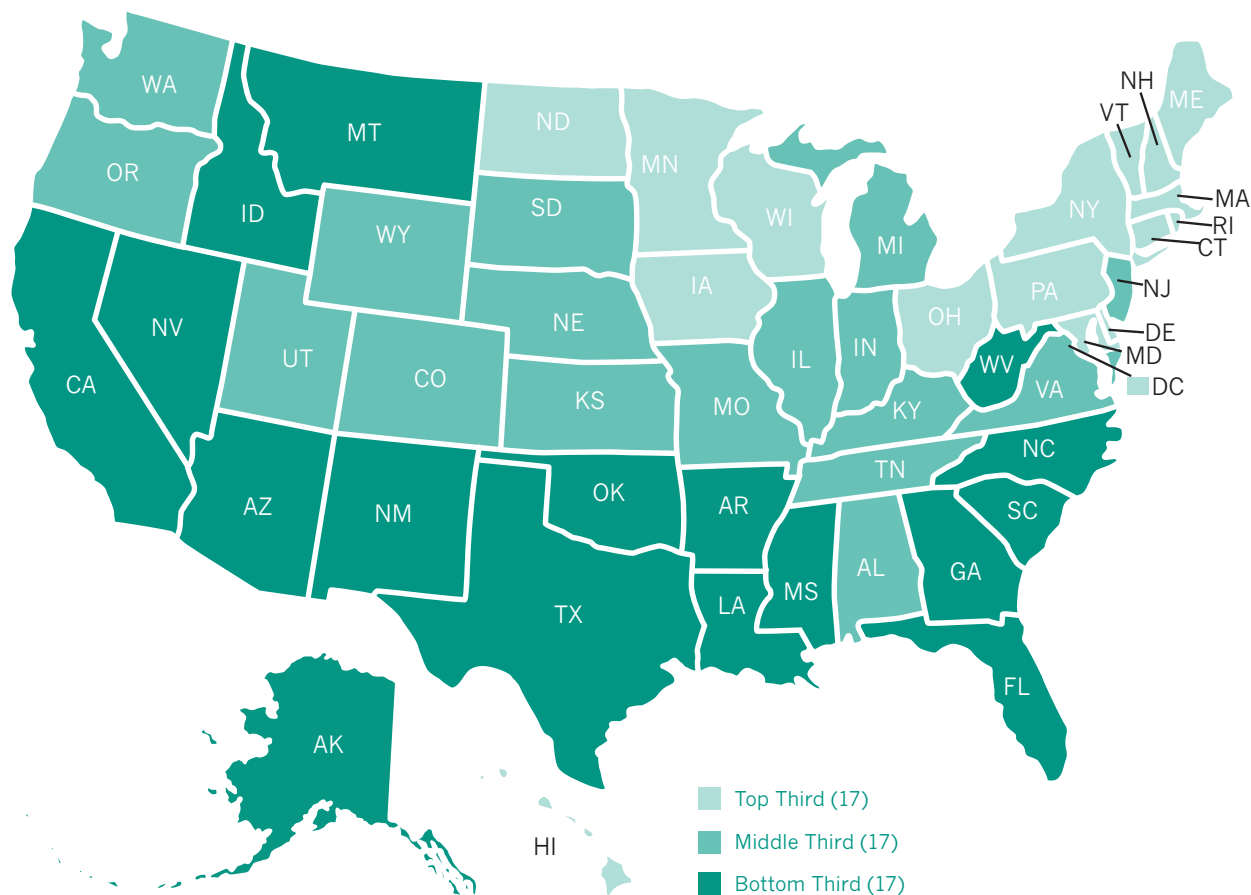 WA
MT
ND
MN
OR
ID
WY
SD
WI
MI
NY
VT
NH
ME
MA
RI
CT
NJ
DE
MD
DC
NV
UT
CO
NE
IA
KS
MO
IL
IN
OH
PA
WV
VA
KY
CA
AZ
NM
OK
AR
TN
NC
SC
TX
LA
MS
AL
GA
FL
AK
HI
Top Third (17)
Middle Third (17)
Bottom Third (17)